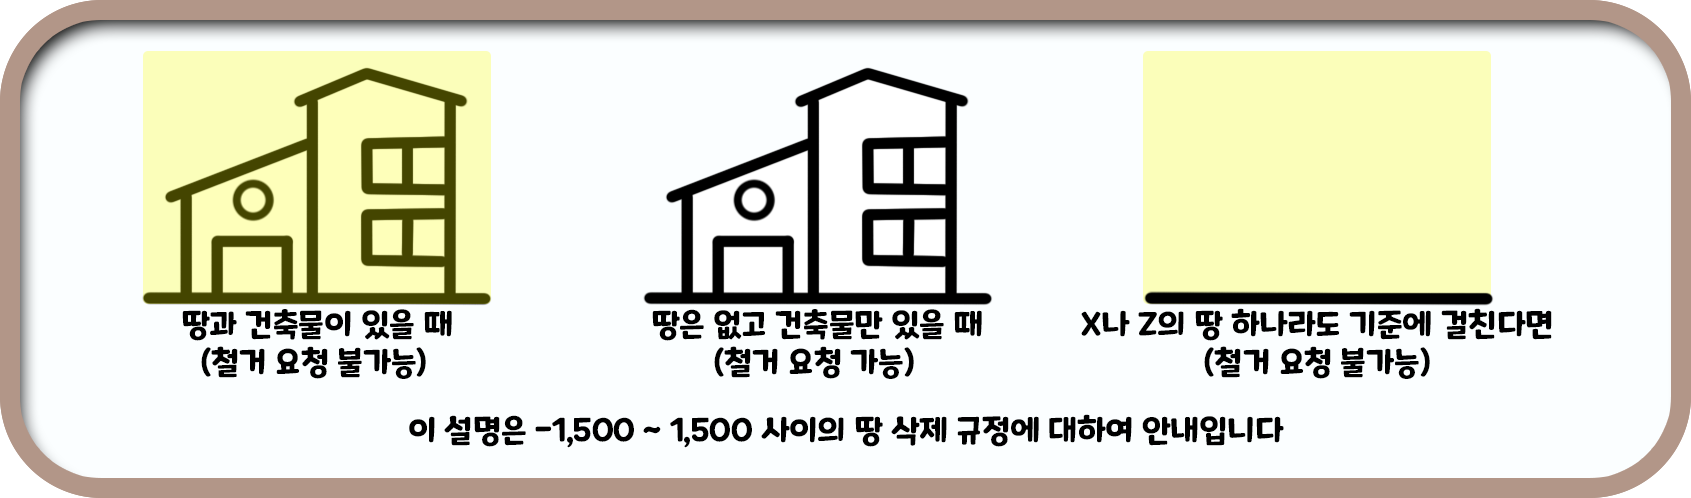 땅과 건축물이 있을 때
(철거 요청 불가능)
땅은 없고 건축물만 있을 때
(철거 요청 가능)
X나 Z의 땅 하나라도 기준에 걸친다면
(철거 요청 불가능)
이 설명은 -1,500 ~ 1,500 사이의 땅 삭제 규정에 대하여 안내입니다